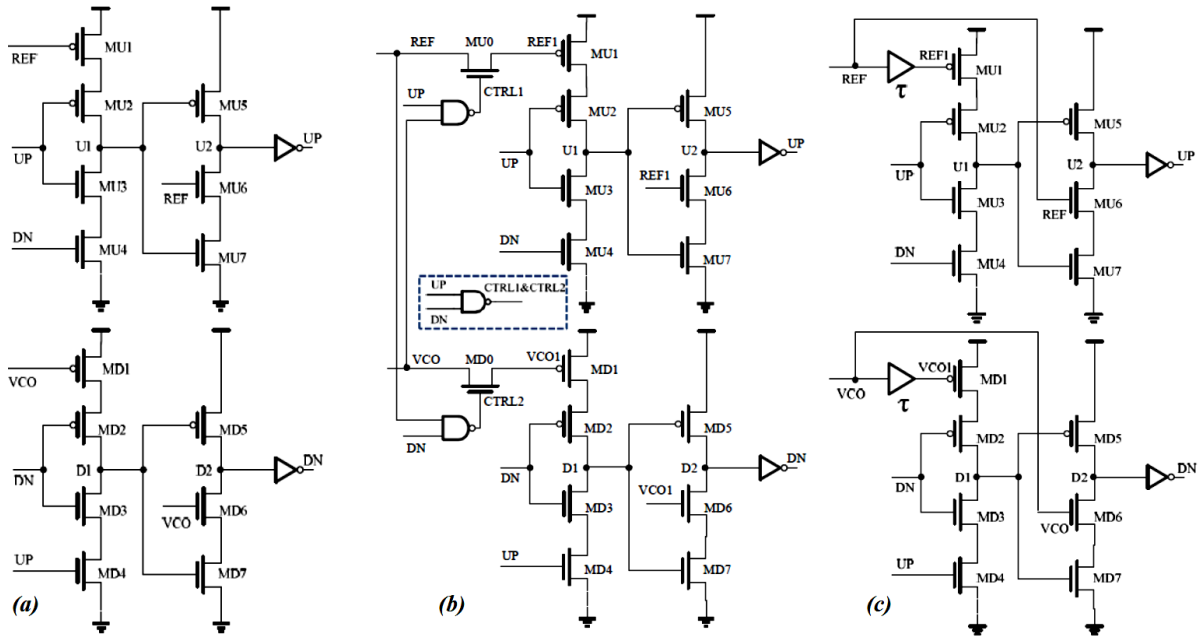 REF
MU1
MU2
MU5
UP
U1
U2
UP
MU3
REF
MU6
DN
MU4
MU7
VCO
MD1
MD2
MD5
DN
D1
D2
DN
MD3
VCO
MD6
UP
MD4
MD7
(a)
REF
MU0
REF1
MU1
UP
CTRL1
MU2
MU5
UP
U1
U2
UP
MU3
REF1
MU6
DN
MU4
MU7
UP
CTRL1&CTRL2
DN
VCO
MD0
VCO1
MD1
CTRL2
DN
MD2
MD5
DN
D1
D2
DN
MD3
VCO1
MD6
UP
MD4
MD7
(b)
REF
τ
REF1
MU1
MU2
MU5
UP
U1
U2
UP
MU3
REF
MU6
DN
MU4
MU7
VCO
τ
VCO1
MD1
MD2
MD5
DN
D1
D2
DN
MD3
VCO
MD6
UP
MD4
MD7
(c)